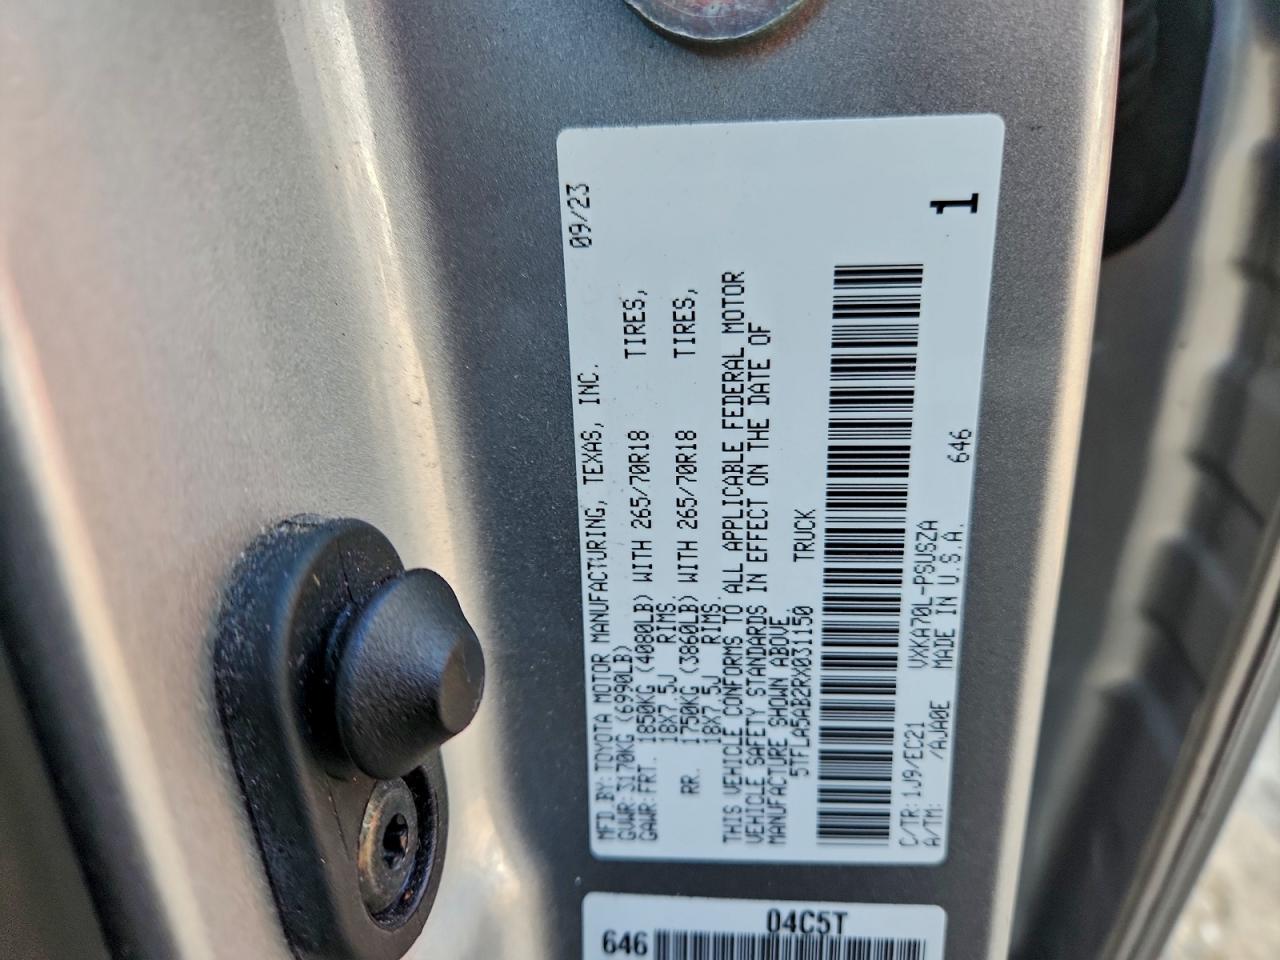 09/23
MFD BY: TOYOTA MOTOR MANUFACTURING, TEXAS, INC.
GVWR: 3170KG (6990LB)
GAWR: FRT. 1850KG (4080LB) WITH 265/70R18 TIRES,
18X7.5J RIMS
RR. 1750KG (3860LB) WITH 265/70R18 TIRES,
18X7.5J RIMS
THIS VEHICLE CONFORMS TO ALL APPLICABLE FEDERAL MOTOR
VEHICLE SAFETY STANDARDS IN EFFECT ON THE DATE OF
MANUFACTURE SHOWN ABOVE
5TFLA5AB2RX031150 TRUCK
C/TR: 1J9/EC21 VXKA70L-PSUSZA 646
A/TM: /AJA0E MADE IN U.S.A.
1
04C5T
646